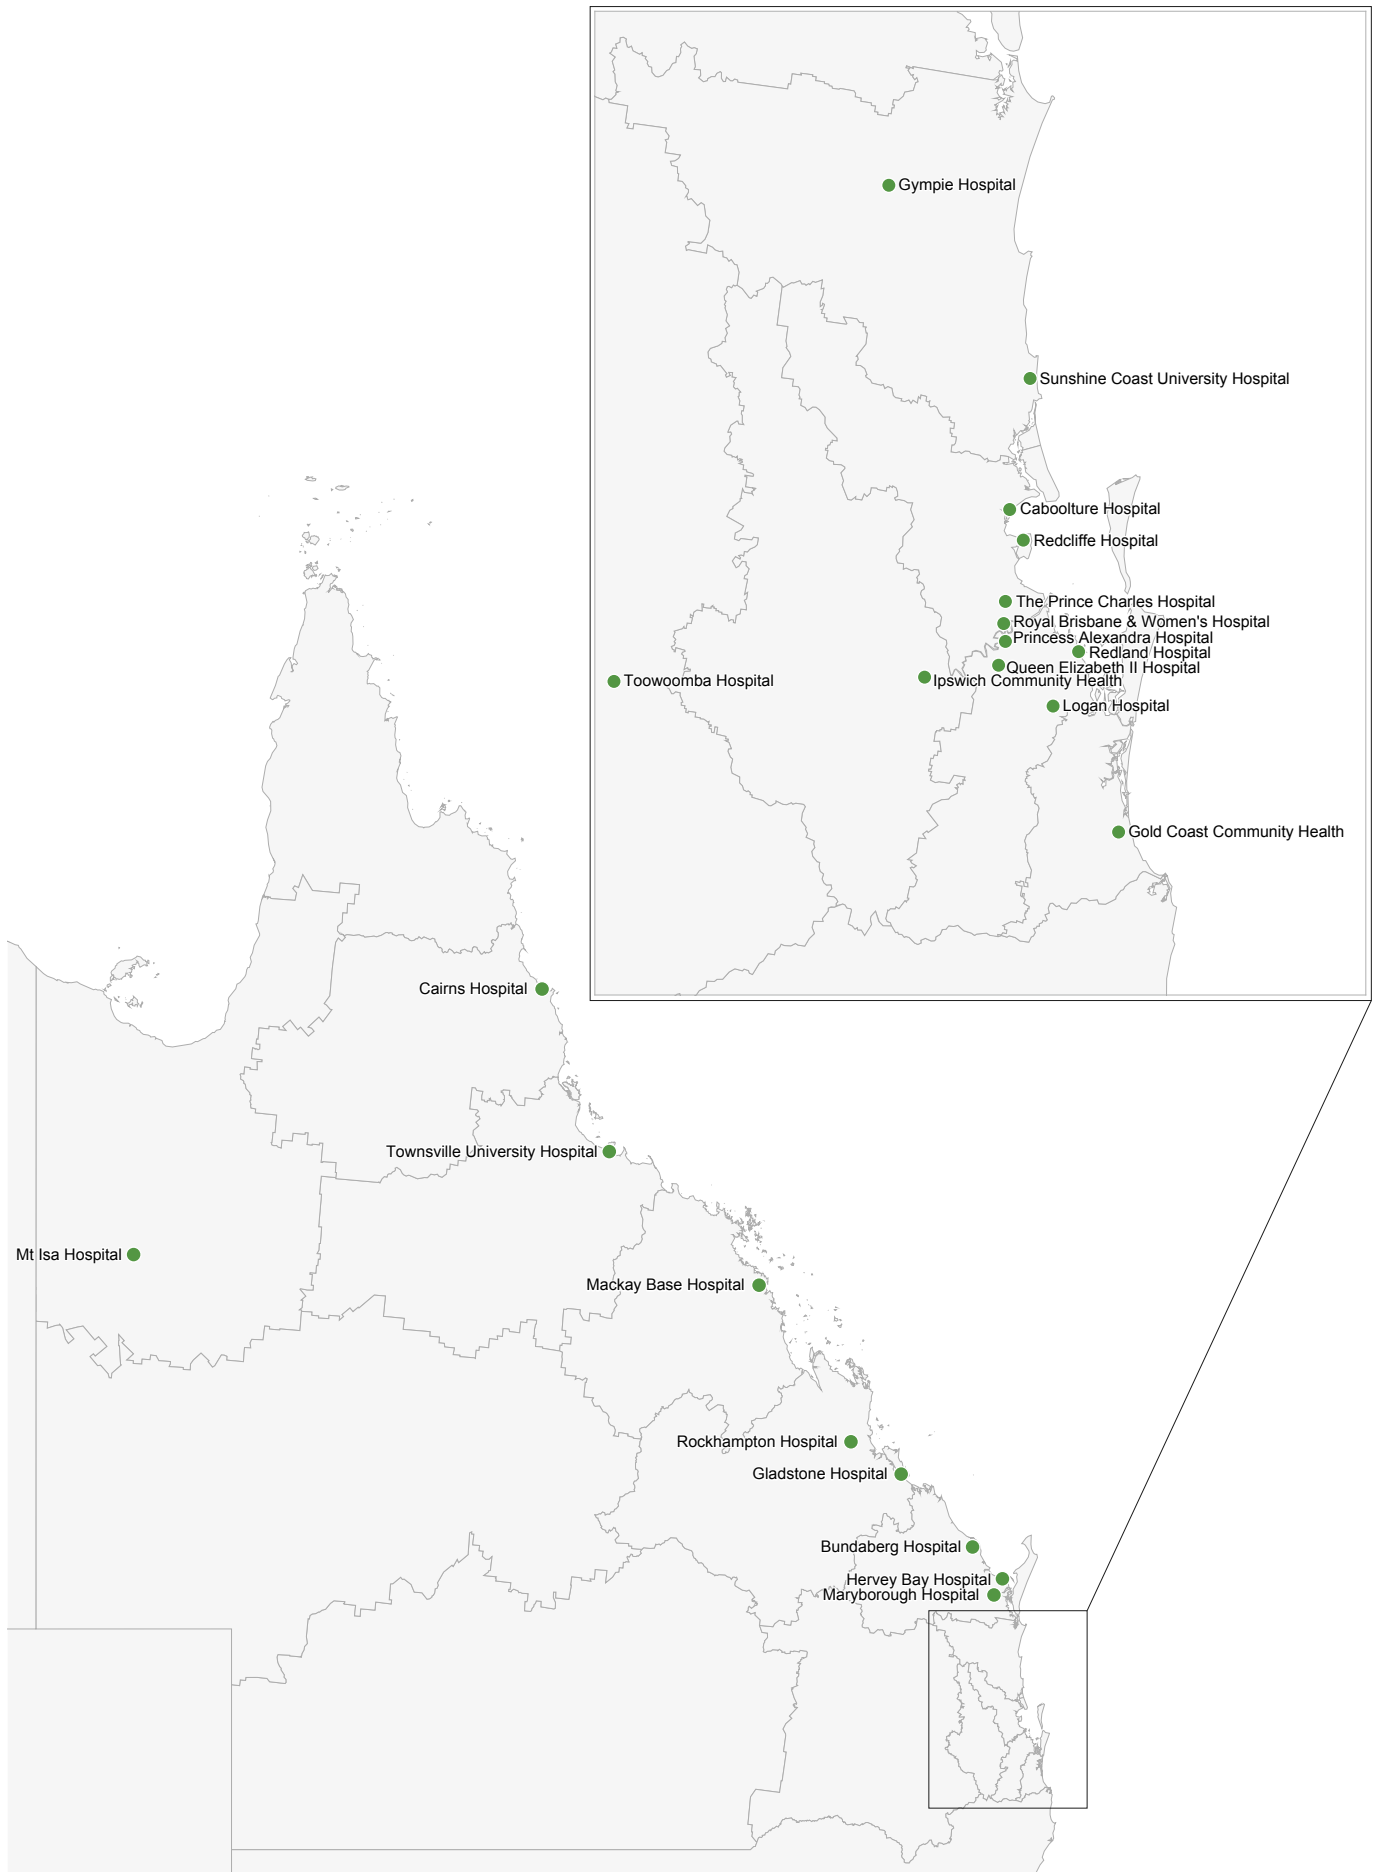 Gympie Hospital
Sunshine Coast University Hospital
Caboolture Hospital
Redcliffe Hospital
The Prince Charles Hospital
Royal Brisbane & Women's Hospital
Princess Alexandra Hospital
Redland Hospital
Queen Elizabeth II Hospital
Toowoomba Hospital
Ipswich Community Health
Logan Hospital
Gold Coast Community Health
Cairns Hospital
Townsville University Hospital
Mt Isa Hospital
Mackay Base Hospital
Rockhampton Hospital
Gladstone Hospital
Bundaberg Hospital
Hervey Bay Hospital
Maryborough Hospital